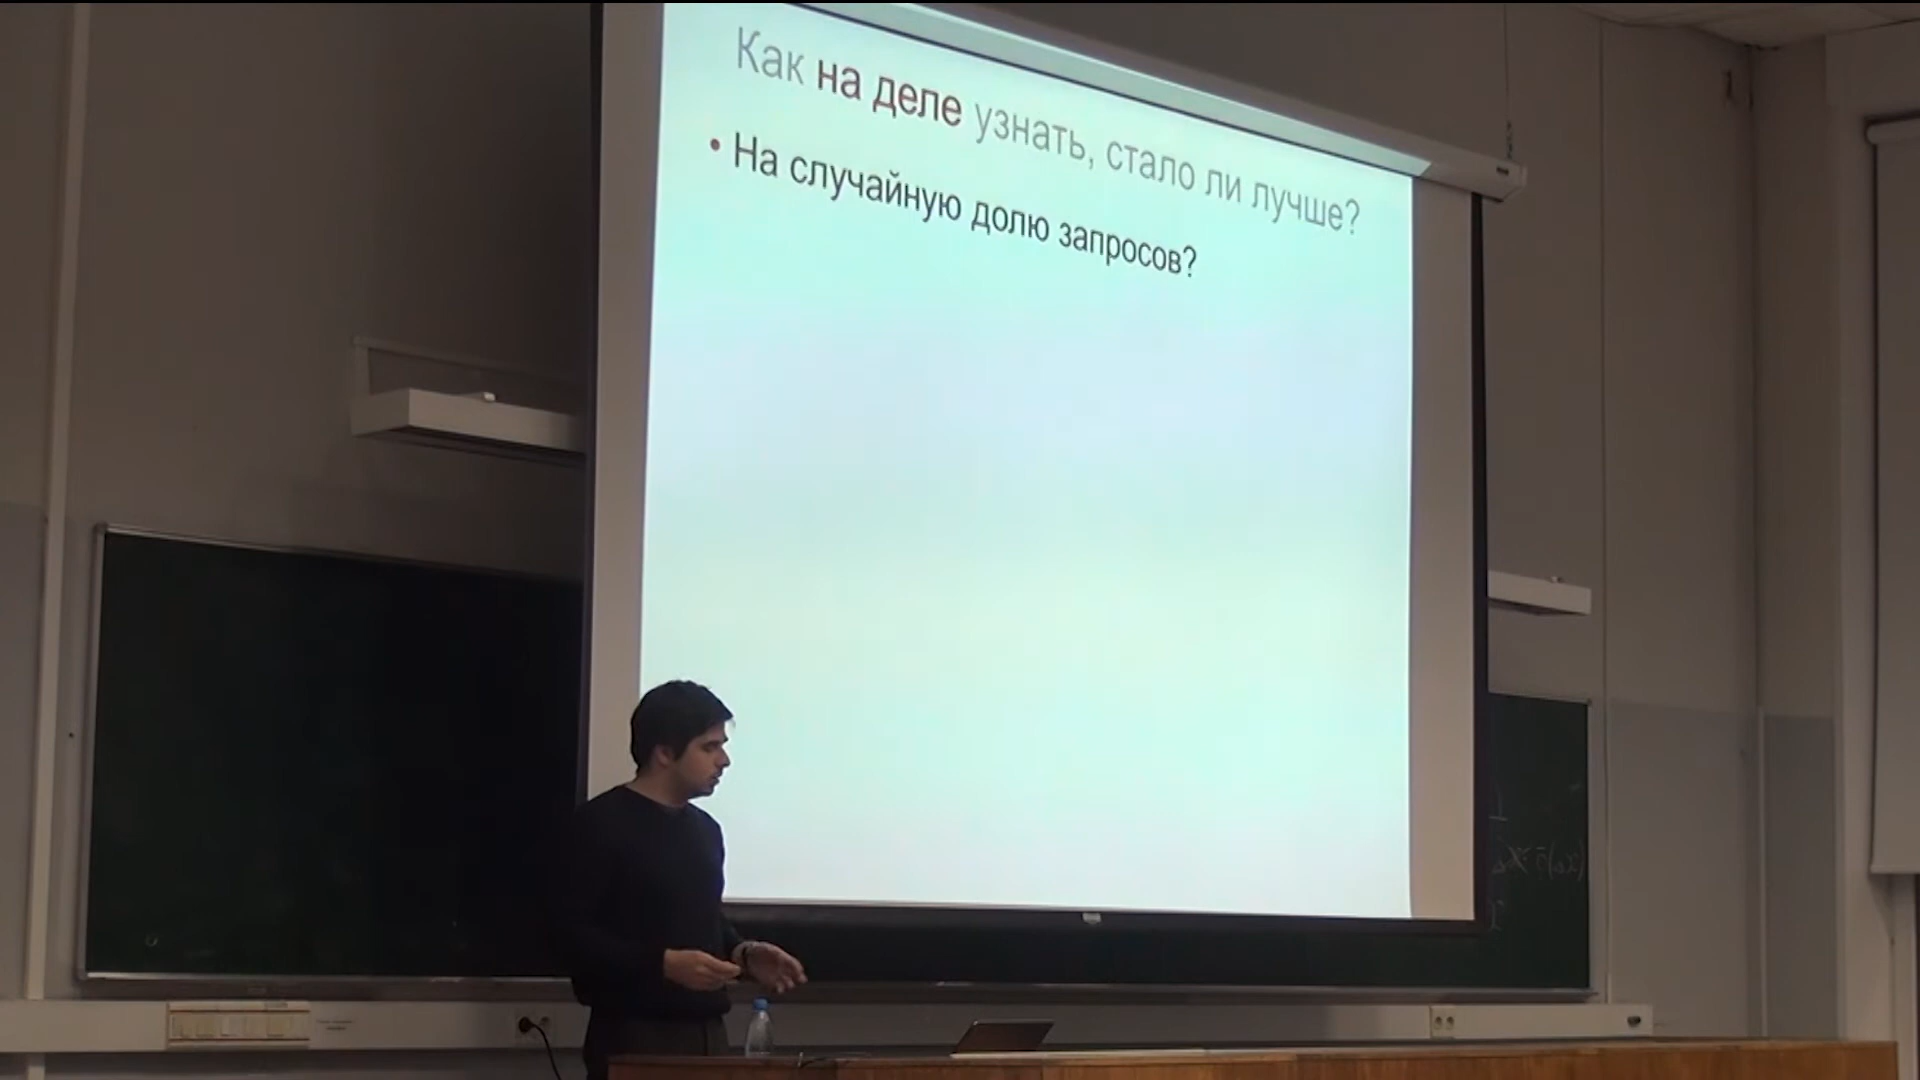 Как на деле узнать, стало ли лучше?
• На случайную долю запросов?